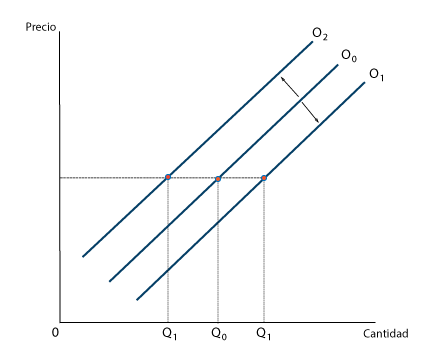 Precio
O₂
O₀
O₁
0
Q₁
Q₀
Q₁
Cantidad